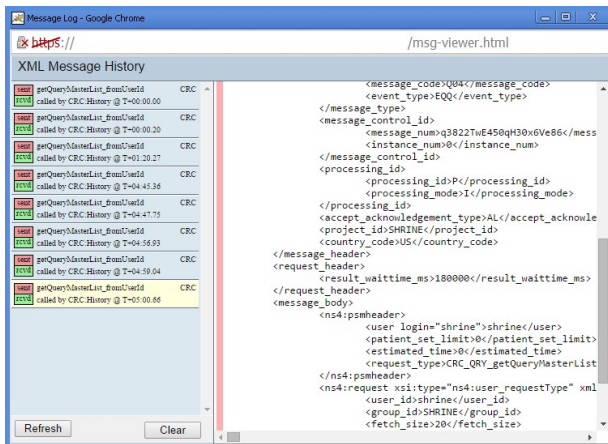 Message Log - Google Chrome
https:// /msg-viewer.html
XML Message History
sent getQueryMasterList_fromUserId CRC
rcvd called by CRC:History @ T+00:00.00
sent getQueryMasterList_fromUserId CRC
rcvd called by CRC:History @ T+00:00.20
sent getQueryMasterList_fromUserId CRC
rcvd called by CRC:History @ T+01:20.27
sent getQueryMasterList_fromUserId CRC
rcvd called by CRC:History @ T+04:45.36
sent getQueryMasterList_fromUserId CRC
rcvd called by CRC:History @ T+04:47.75
sent getQueryMasterList_fromUserId CRC
rcvd called by CRC:History @ T+04:56.93
sent getQueryMasterList_fromUserId CRC
rcvd called by CRC:History @ T+04:59.04
sent getQueryMasterList_fromUserId CRC
rcvd called by CRC:History @ T+05:00.66
Refresh
Clear
<message_code>Q04</message_code>
<event_type>EQQ</event_type>
</message_type>
<message_control_id>
<message_num>q3822TwE450qH30x6Ve86</mess
<instance_num>0</instance_num>
</message_control_id>
<processing_id>
<processing_id>P</processing_id>
<processing_mode>I</processing_mode>
</processing_id>
<accept_acknowledgement_type>AL</accept_acknowle
<project_id>SHRINE</project_id>
<country_code>US</country_code>
</message_header>
<request_header>
<result_waittime_ms>180000</result_waittime_ms>
</request_header>
<message_body>
<ns4:psmheader>
<user login="shrine">shrine</user>
<patient_set_limit>0</patient_set_limit>
<estimated_time>0</estimated_time>
<request_type>CRC_QRY_getQueryMasterList
</ns4:psmheader>
<ns4:request xsi:type="ns4:user_requestType" xml
<user_id>shrine</user_id>
<group_id>SHRINE</group_id>
<fetch_size>20</fetch_size>